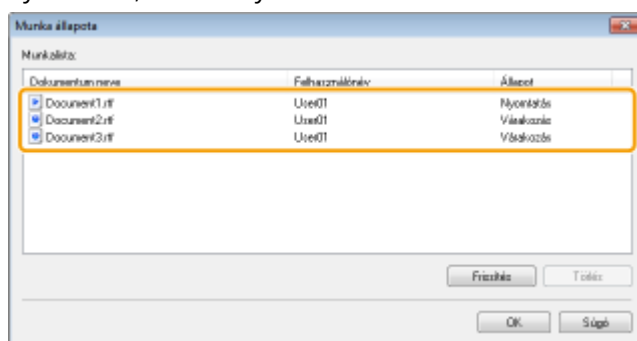 Munka állapota
Munkalista:
Dokumentum neve Felhasználónév Állapot
Document1.rtf User01 Nyomtatás
Document2.rtf User01 Várakozás
Document3.rtf User01 Várakozás
Frissítés Törlés
OK Súgó